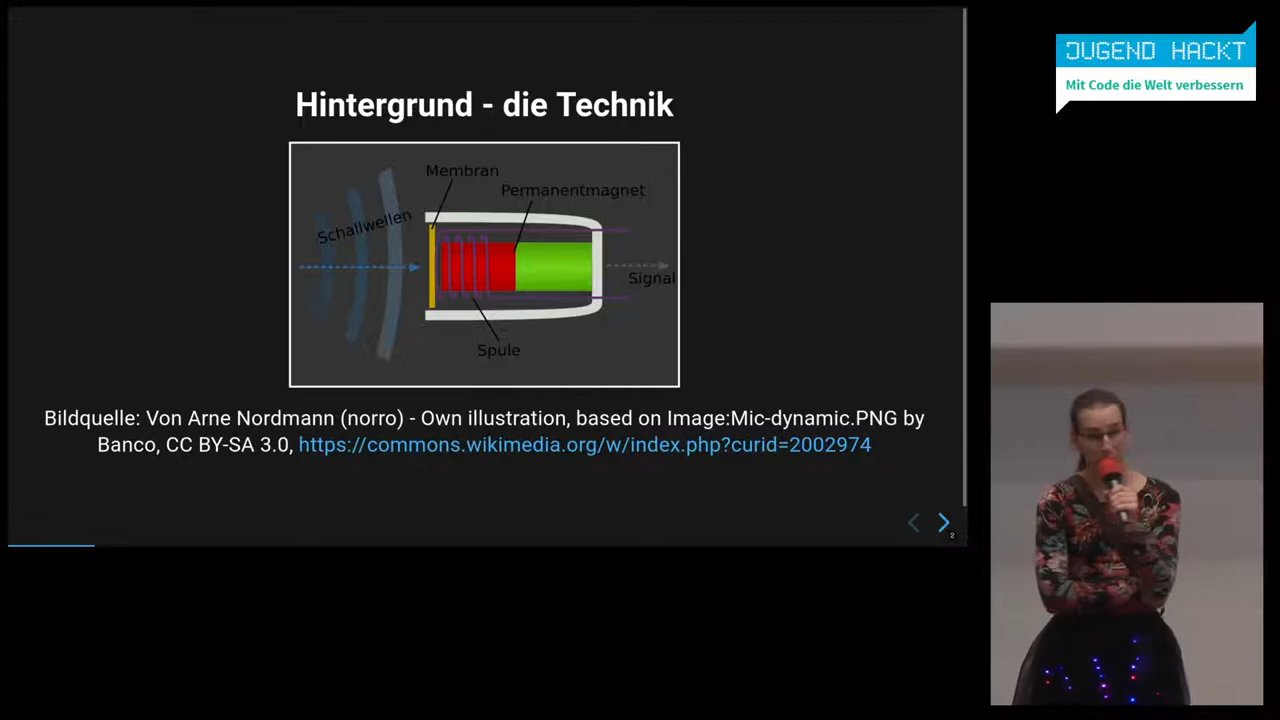 JUGEND HACKT
Mit Code die Welt verbessern
Hintergrund - die Technik
Membran
Permanentmagnet
Schallwellen
Signal
Spule
Bildquelle: Von Arne Nordmann (norro) - Own illustration, based on Image:Mic-dynamic.PNG by
Banco, CC BY-SA 3.0, https://commons.wikimedia.org/w/index.php?curid=2002974
2